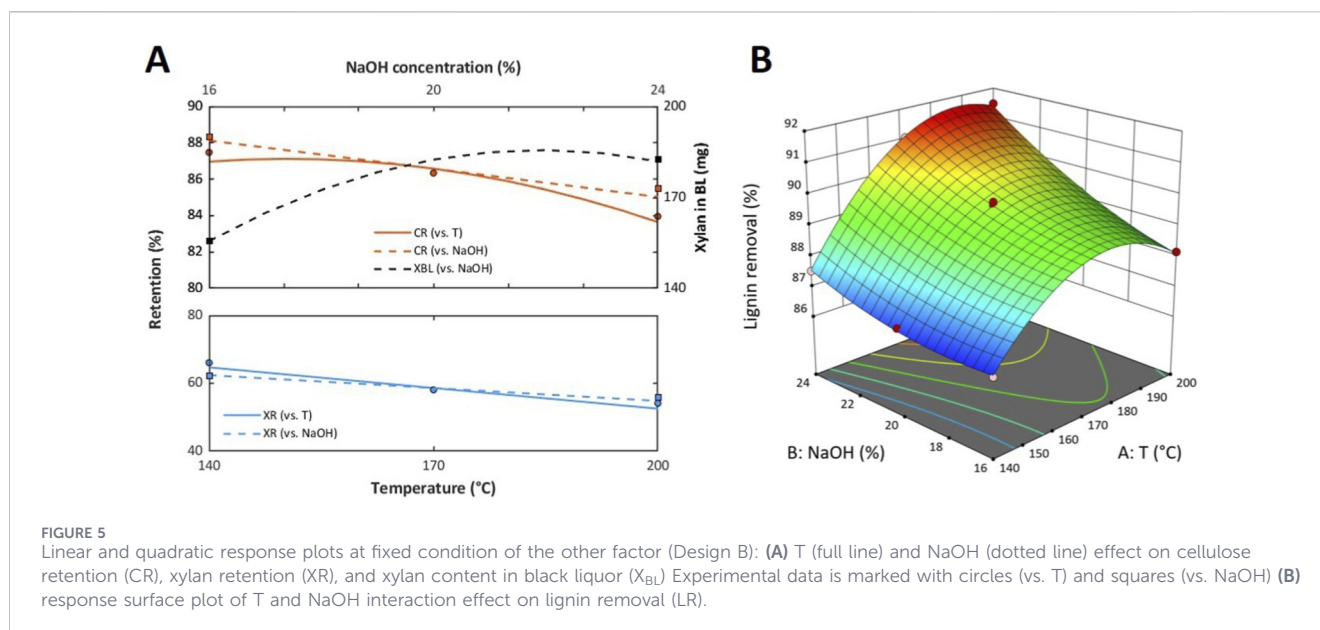 A
NaOH concentration (%)
16 20 24
90 200
88
86
84 170
82
80 140
Retention (%)
Xylan in BL (mg)
CR (vs. T)
CR (vs. NaOH)
XBL (vs. NaOH)
80
60
40
XR (vs. T)
XR (vs. NaOH)
140 170 200
Temperature (°C)
B
92
91
90
89
88
87
86
Lignin removal (%)
24
22
20
18
16
140
150
160
170
180
190
200
B: NaOH (%)
A: T (°C)
FIGURE 5
Linear and quadratic response plots at fixed condition of the other factor (Design B): (A) T (full line) and NaOH (dotted line) effect on cellulose
retention (CR), xylan retention (XR), and xylan content in black liquor (XBL) Experimental data is marked with circles (vs. T) and squares (vs. NaOH) (B)
response surface plot of T and NaOH interaction effect on lignin removal (LR).